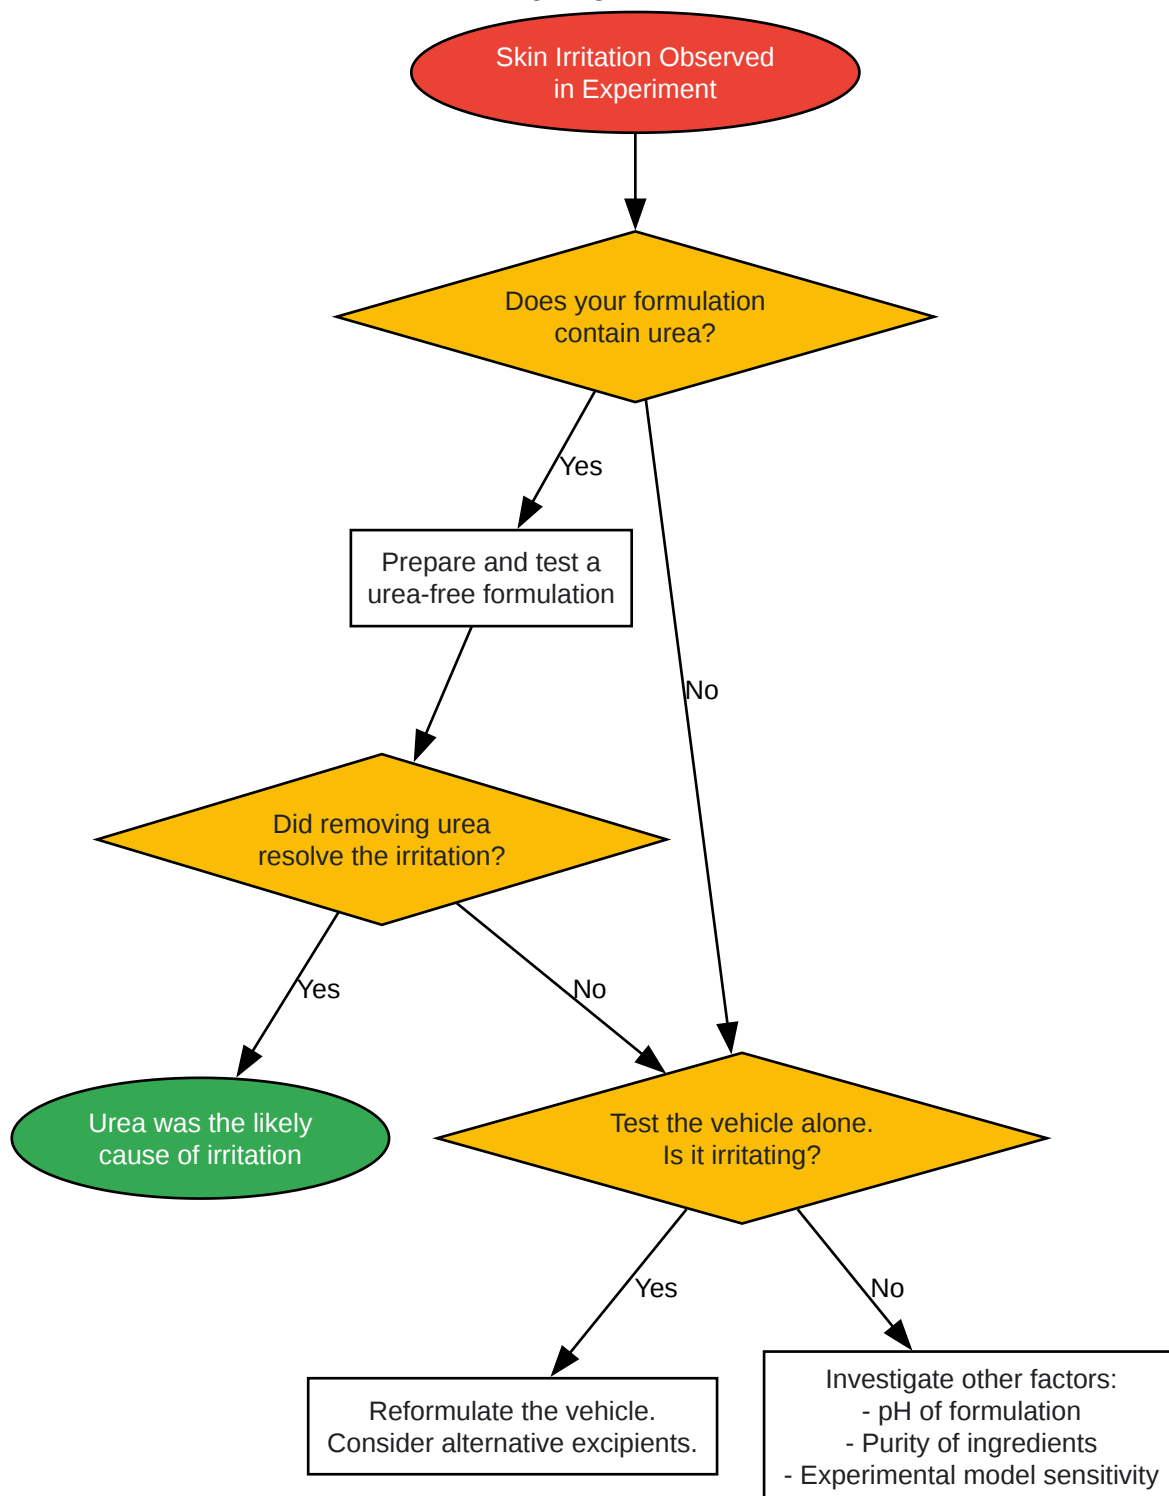 Skin Irritation Observed
in Experiment
Does your formulation
contain urea?
Yes
Prepare and test a
urea-free formulation
No
Did removing urea
resolve the irritation?
Yes
No
Urea was the likely
cause of irritation
Test the vehicle alone.
Is it irritating?
Yes
No
Reformulate the vehicle.
Consider alternative excipients.
Investigate other factors:
- pH of formulation
- Purity of ingredients
- Experimental model sensitivity